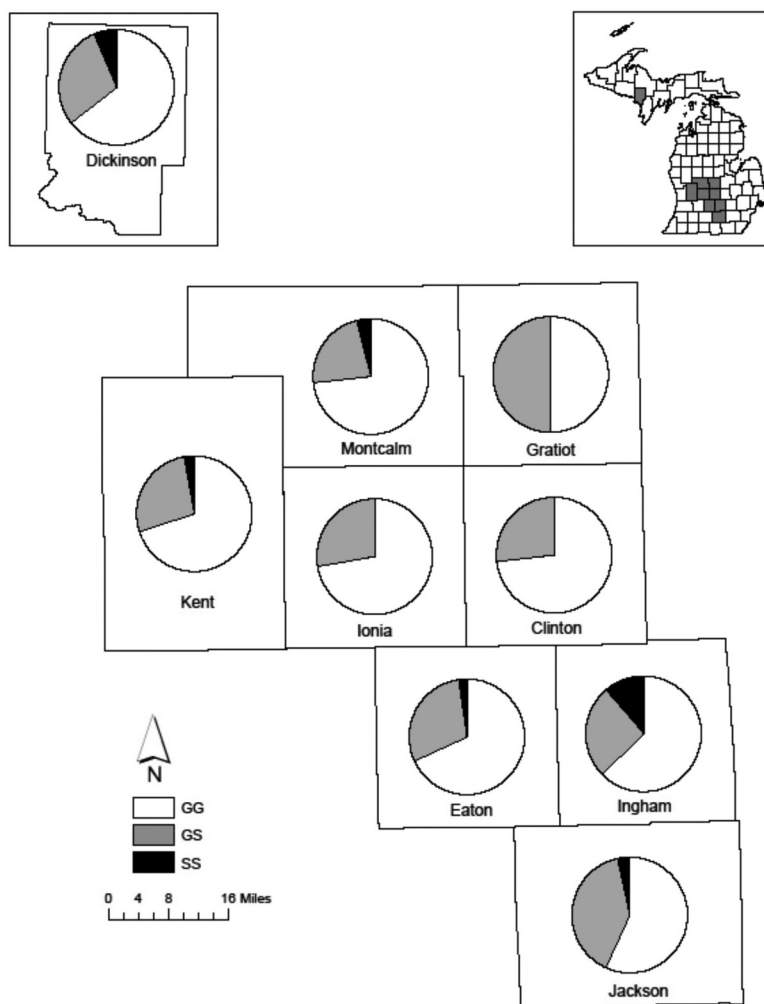 Dickinson
Montcalm
Gratiot
Kent
Ionia
Clinton
Eaton
Ingham
N
GG
GS
SS
0 4 8 16 Miles
Jackson